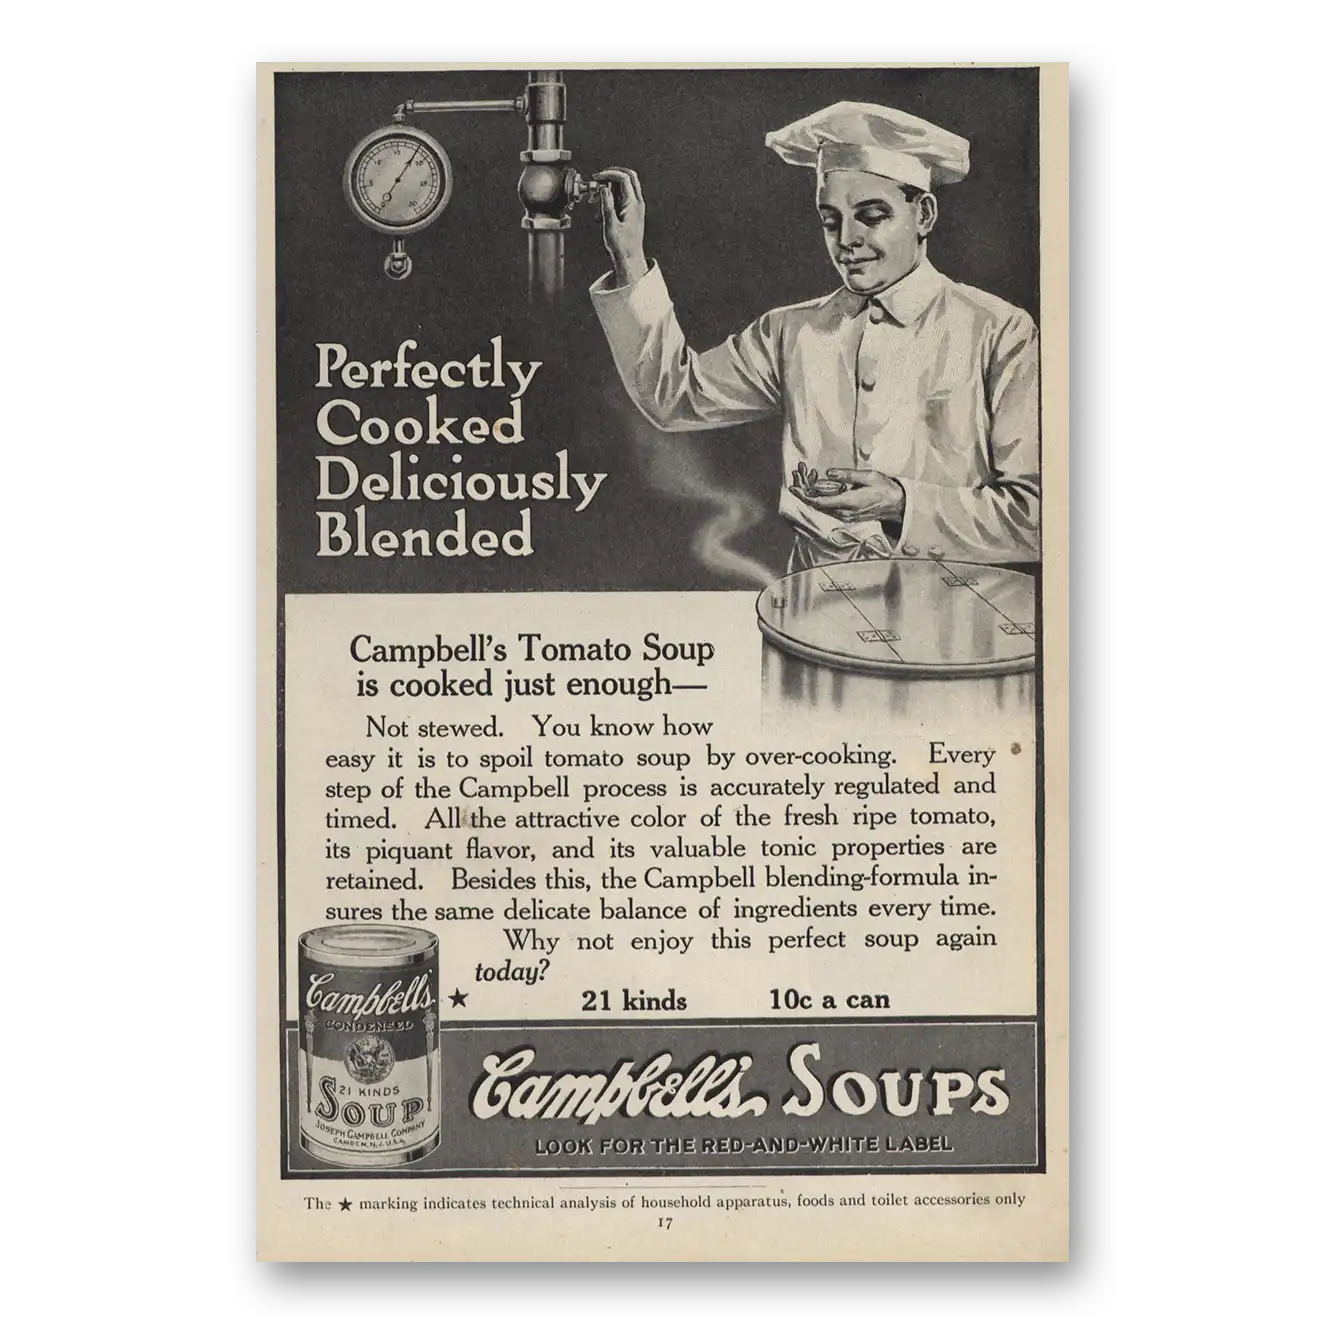 Perfectly
Cooked
Deliciously
Blended
Campbell's Tomato Soup
is cooked just enough—
Not stewed. You know how
easy it is to spoil tomato soup by over-cooking. Every
step of the Campbell process is accurately regulated and
timed. All the attractive color of the fresh ripe tomato,
its piquant flavor, and its valuable tonic properties are
retained. Besides this, the Campbell blending-formula in-
sures the same delicate balance of ingredients every time.
Why not enjoy this perfect soup again
today?
★ 21 kinds 10c a can
Campbell's
CONDENSED
21 KINDS
SOUP
JOSEPH CAMPBELL COMPANY
CAMDEN, N.J., U.S.A.
Campbell's SOUPS
LOOK FOR THE RED-AND-WHITE LABEL
The ★ marking indicates technical analysis of household apparatus, foods and toilet accessories only
17